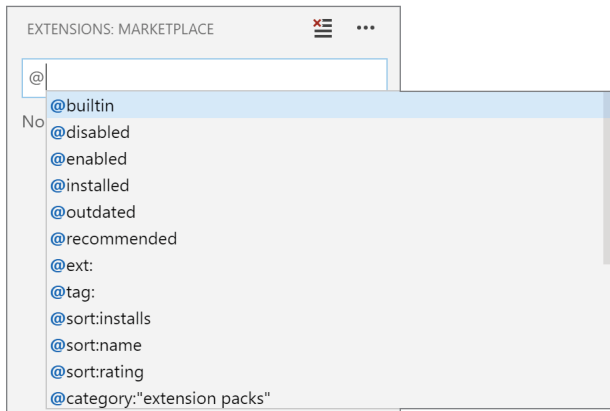 EXTENSIONS: MARKETPLACE
@
No
@builtin
@disabled
@enabled
@installed
@outdated
@recommended
@ext:
@tag:
@sort:installs
@sort:name
@sort:rating
@category:"extension packs"